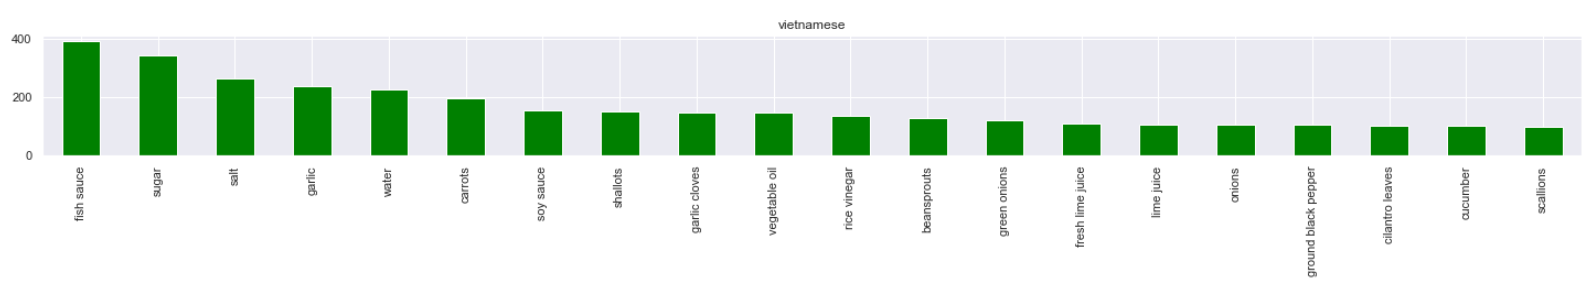 vietnamese
400
200
0
fish sauce
sugar
salt
garlic
water
carrots
soy sauce
shallots
garlic cloves
vegetable oil
rice vinegar
beansprouts
green onions
fresh lime juice
lime juice
onions
ground black pepper
cilantro leaves
cucumber
scallions